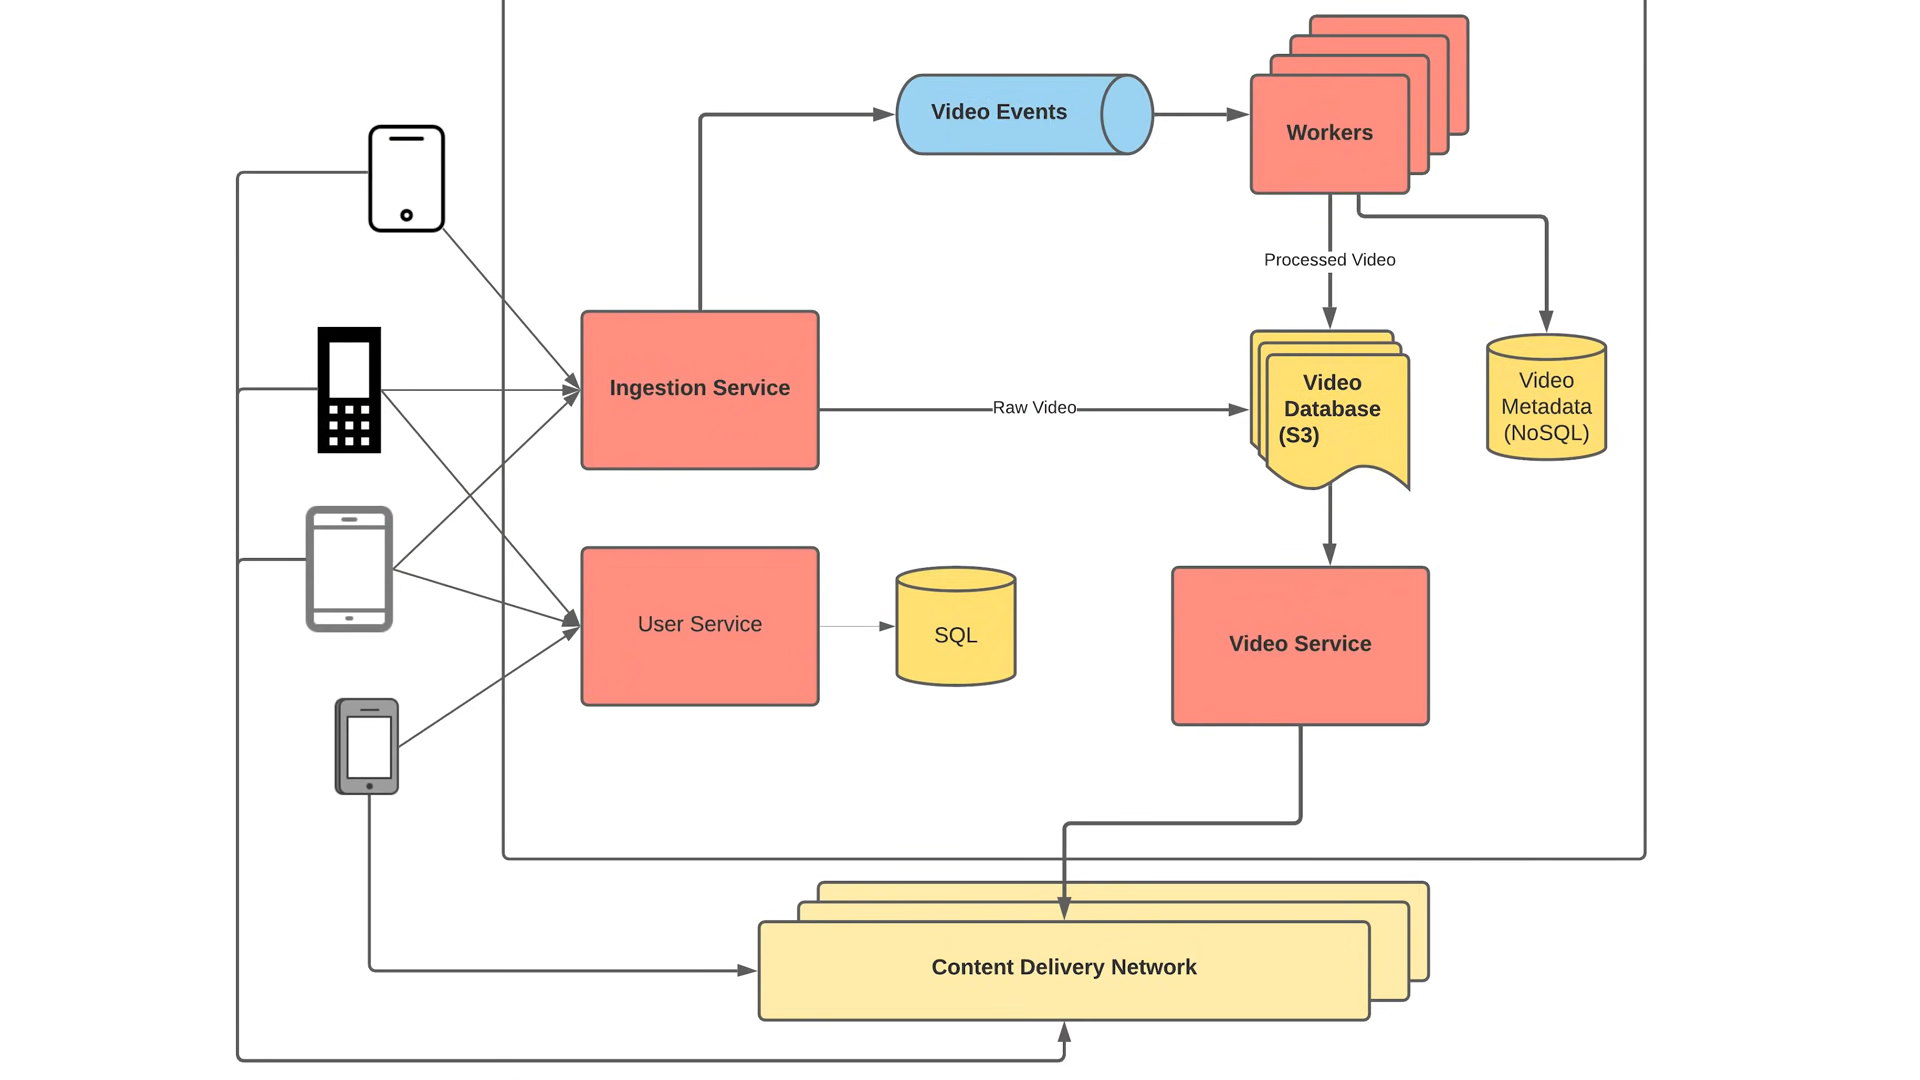 Video Events
Workers
Processed Video
Ingestion Service
Raw Video
Video
Database
(S3)
Video
Metadata
(NoSQL)
User Service
SQL
Video Service
Content Delivery Network